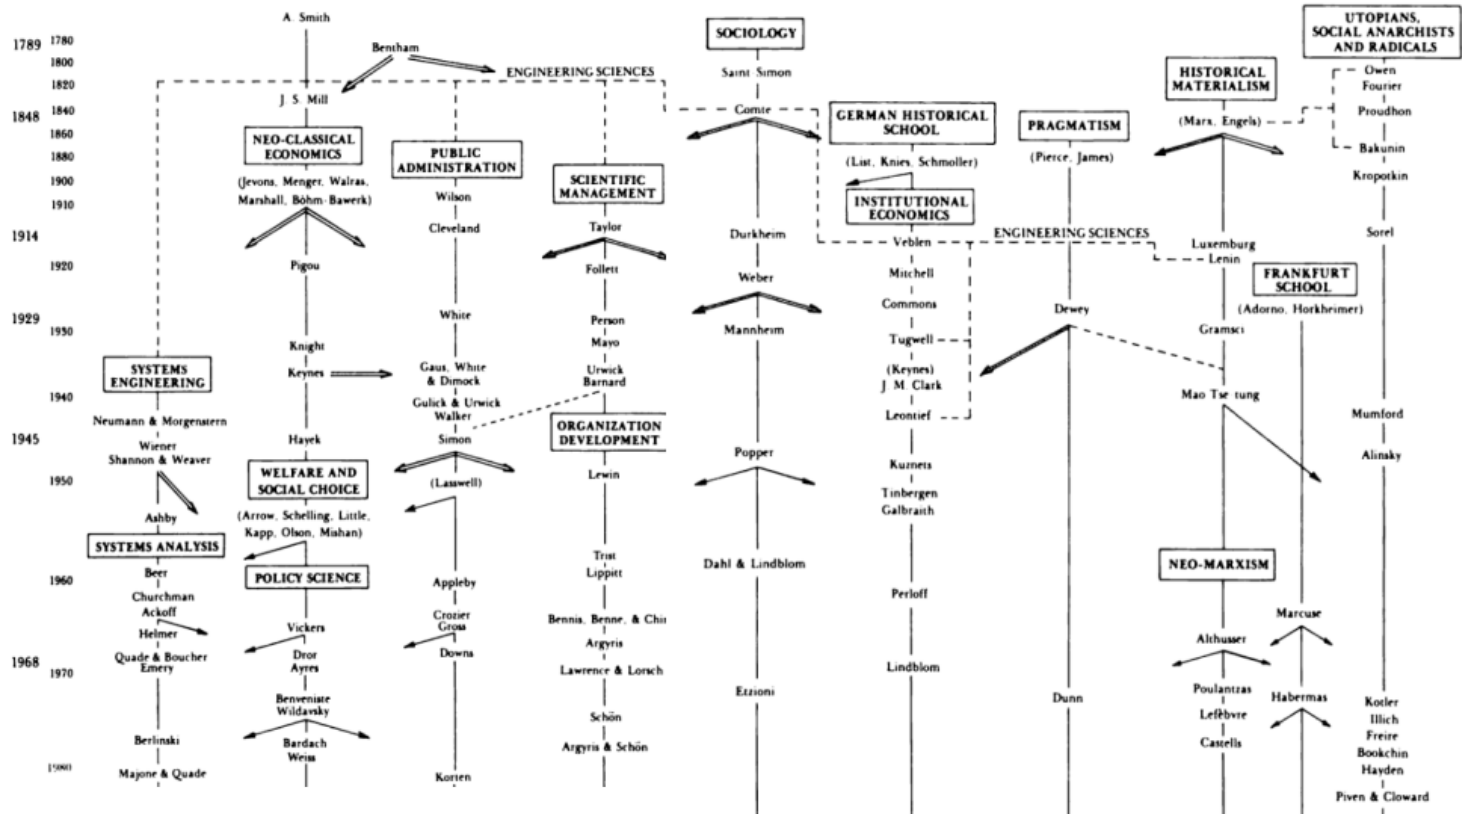 1789
1848
1914
1929
1945
1968
1780
1800
1820
1840
1860
1880
1900
1910
1920
1930
1940
1950
1960
1970
1980
A. Smith
Bentham
ENGINEERING SCIENCES
J. S. Mill
NEO-CLASSICAL
ECONOMICS
(Jevons, Menger, Walras,
Marshall, Böhm-Bawerk)
Pigou
Knight
Keynes
Hayek
WELFARE AND
SOCIAL CHOICE
(Arrow, Schelling, Little,
Kapp, Olson, Mishan)
POLICY SCIENCE
Vickers
Dror
Ayres
Benveniste
Wildavsky
Bardach
Weiss
SYSTEMS
ENGINEERING
Neumann & Morgenstern
Wiener
Shannon & Weaver
Ashby
SYSTEMS ANALYSIS
Beer
Churchman
Ackoff
Helmer
Quade & Boucher
Emery
Berlinski
Majone & Quade
PUBLIC
ADMINISTRATION
Wilson
Cleveland
White
Gaus, White
& Dimock
Gulick & Urwick
Walker
Simon
(Lasswell)
Appleby
Crozier
Gross
Downs
Korten
SCIENTIFIC
MANAGEMENT
Taylor
Follett
Person
Mayo
Urwick
Barnard
ORGANIZATION
DEVELOPMENT
Lewin
Trist
Lippitt
Bennis, Benne, & Chin
Argyris
Lawrence & Lorsch
Schön
Argyris & Schön
SOCIOLOGY
Saint Simon
Comte
Durkheim
Weber
Mannheim
Popper
Dahl & Lindblom
Etzioni
GERMAN HISTORICAL
SCHOOL
(List, Knies, Schmoller)
INSTITUTIONAL
ECONOMICS
Veblen
ENGINEERING SCIENCES
Mitchell
Commons
Tugwell
(Keynes)
J. M. Clark
Leontief
Kuznets
Tinbergen
Galbraith
Perloff
Lindblom
PRAGMATISM
(Pierce, James)
Dewey
Dunn
HISTORICAL
MATERIALISM
(Marx, Engels)
Luxemburg
Lenin
Gramsci
Mao Tse tung
NEO-MARXISM
Althusser
Poulantzas
Lefèbvre
Castells
FRANKFURT
SCHOOL
(Adorno, Horkheimer)
Marcuse
Habermas
UTOPIANS,
SOCIAL ANARCHISTS
AND RADICALS
Owen
Fourier
Proudhon
Bakunin
Kropotkin
Sorel
Mumford
Alinsky
Kotler
Illich
Freire
Bookchin
Hayden
Piven & Cloward